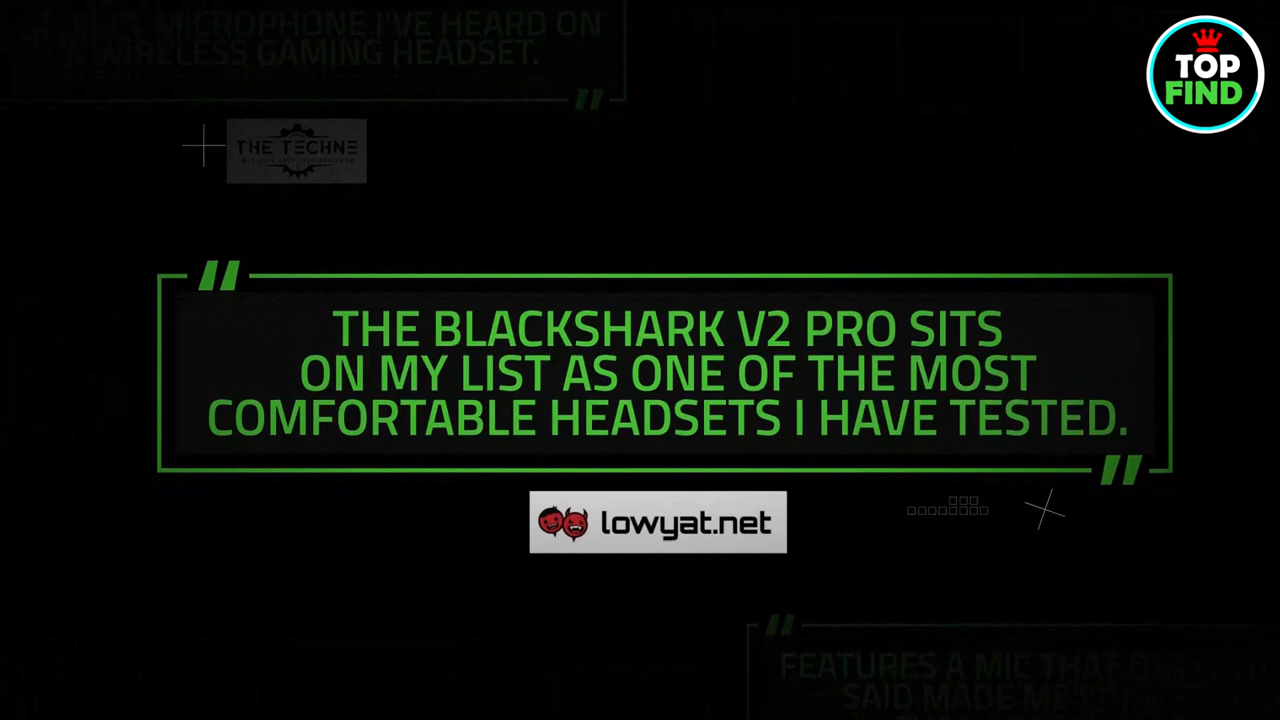 MICROPHONE I'VE HEARD ON
WIRELESS GAMING HEADSET.
TOP
FIND
THE TECHNE
THE BLACKSHARK V2 PRO SITS
ON MY LIST AS ONE OF THE MOST
COMFORTABLE HEADSETS I HAVE TESTED.
lowyat.net
FEATURES A MIC THAT
SAID MADE ME